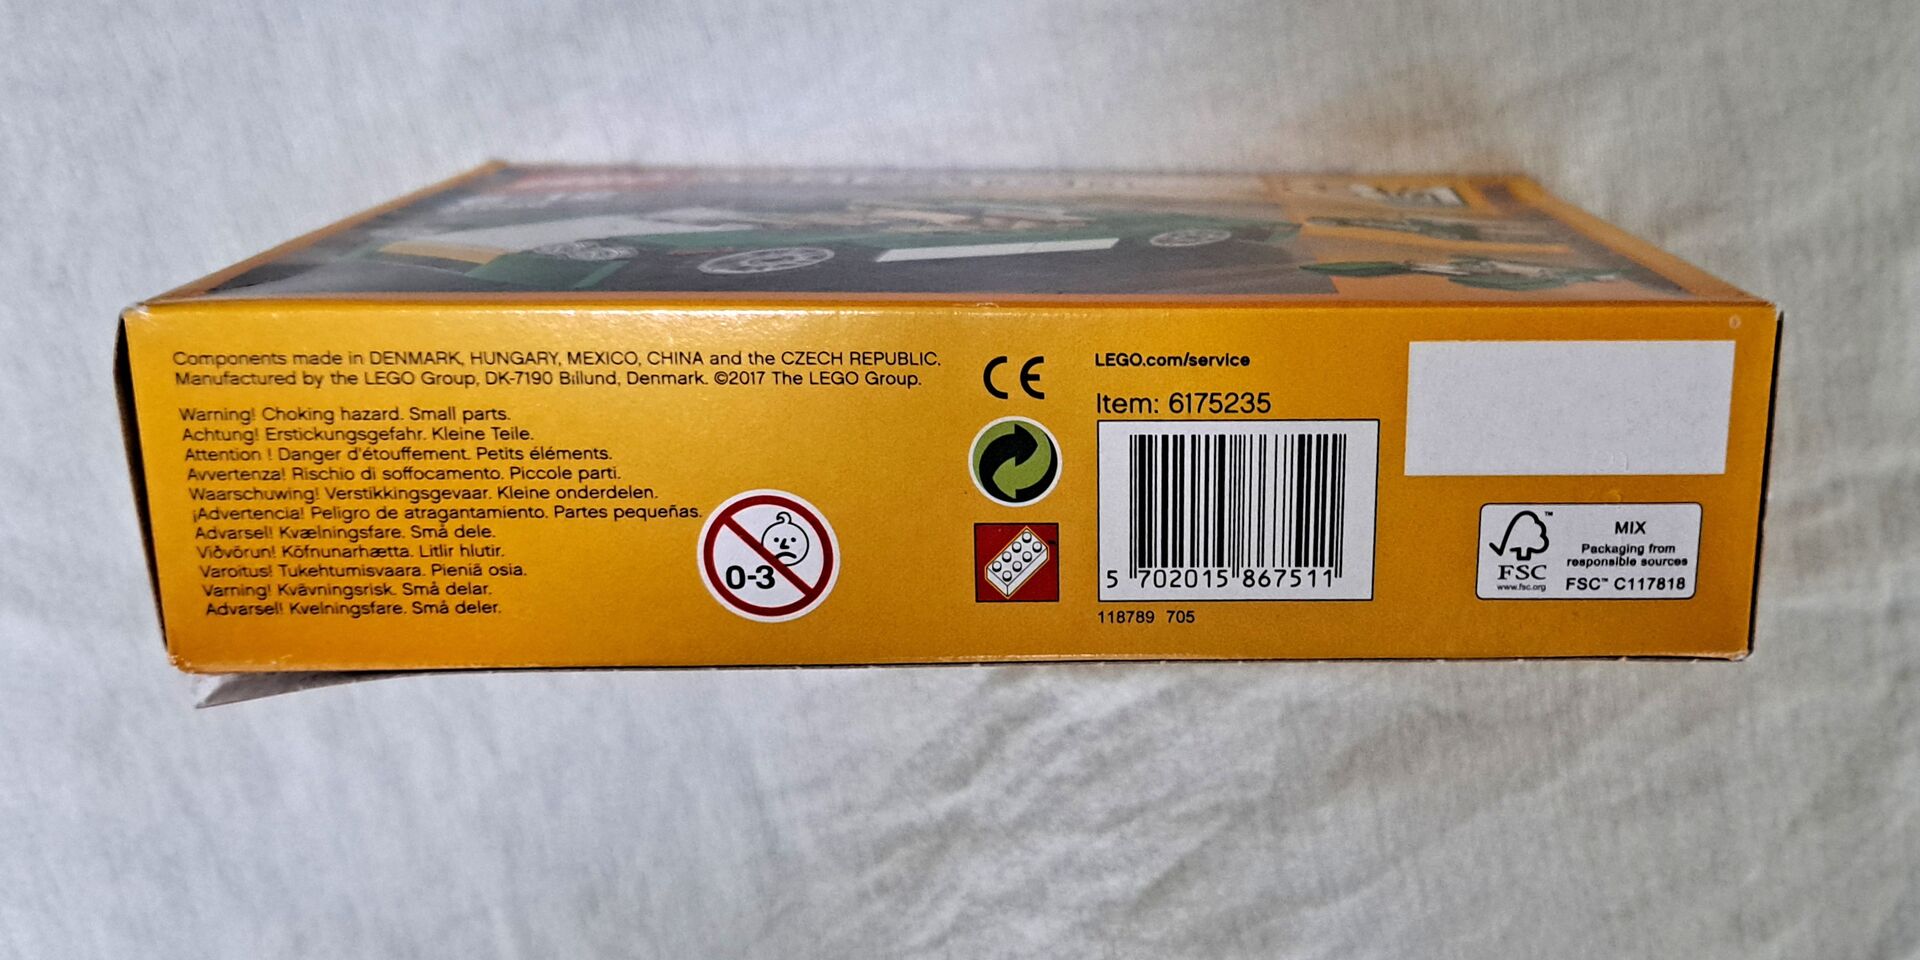 Components made in DENMARK, HUNGARY, MEXICO, CHINA and the CZECH REPUBLIC.
Manufactured by the LEGO Group, DK-7190 Billund, Denmark. ©2017 The LEGO Group.
Warning! Choking hazard. Small parts.
Achtung! Erstickungsgefahr. Kleine Teile.
Attention ! Danger d'étouffement. Petits éléments.
Avvertenza! Rischio di soffocamento. Piccole parti.
Waarschuwing! Verstikkingsgevaar. Kleine onderdelen.
¡Advertencia! Peligro de atragantamiento. Partes pequeñas.
Advarsel! Kvælningsfare. Små dele.
Viðvörun! Köfnunarhætta. Litlir hlutir.
Varoitus! Tukehtumisvaara. Pieniä osia.
Varning! Kvävningsrisk. Små delar.
Advarsel! Kvelningsfare. Små deler.
0-3
CE
LEGO.com/service
Item: 6175235
5 702015 867511
118789 705
MIX
Packaging from
responsible sources
FSC™ C117818
FSC
www.fsc.org
™